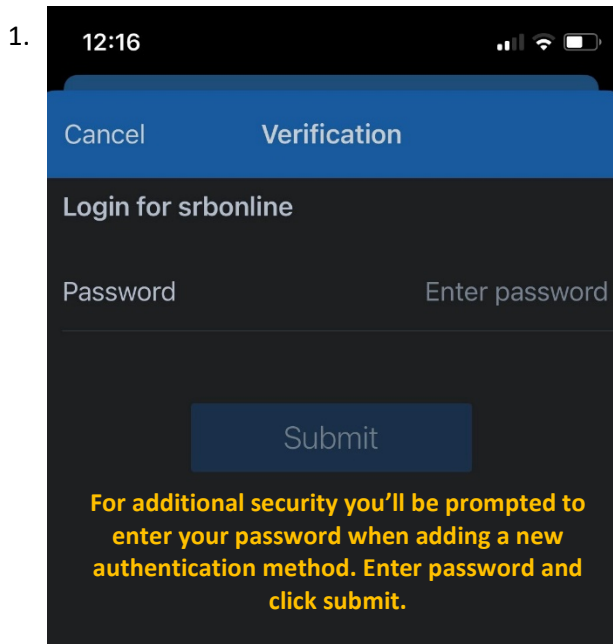 1.
12:16
Cancel Verification
Login for srbonline
Password Enter password
Submit
For additional security you’ll be prompted to
enter your password when adding a new
authentication method. Enter password and
click submit.